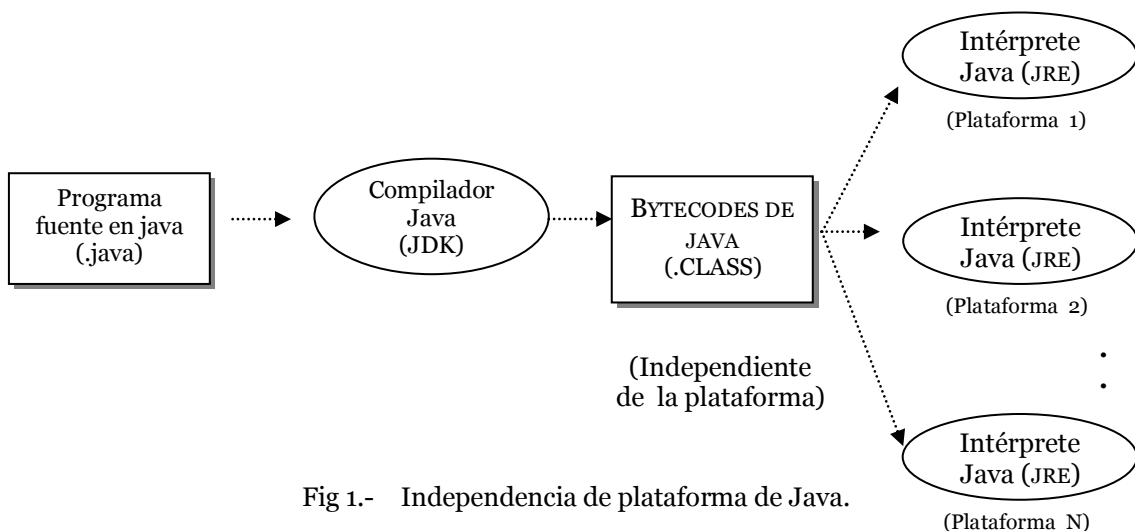 Programa
fuente en java
(.java)
Compilador
Java
(JDK)
BYTECODES DE
JAVA
(.CLASS)
(Independiente
de la plataforma)
Intérprete
Java (JRE)
(Plataforma 1)
Intérprete
Java (JRE)
(Plataforma 2)
.
.
Intérprete
Java (JRE)
(Plataforma N)
Fig 1.- Independencia de plataforma de Java.